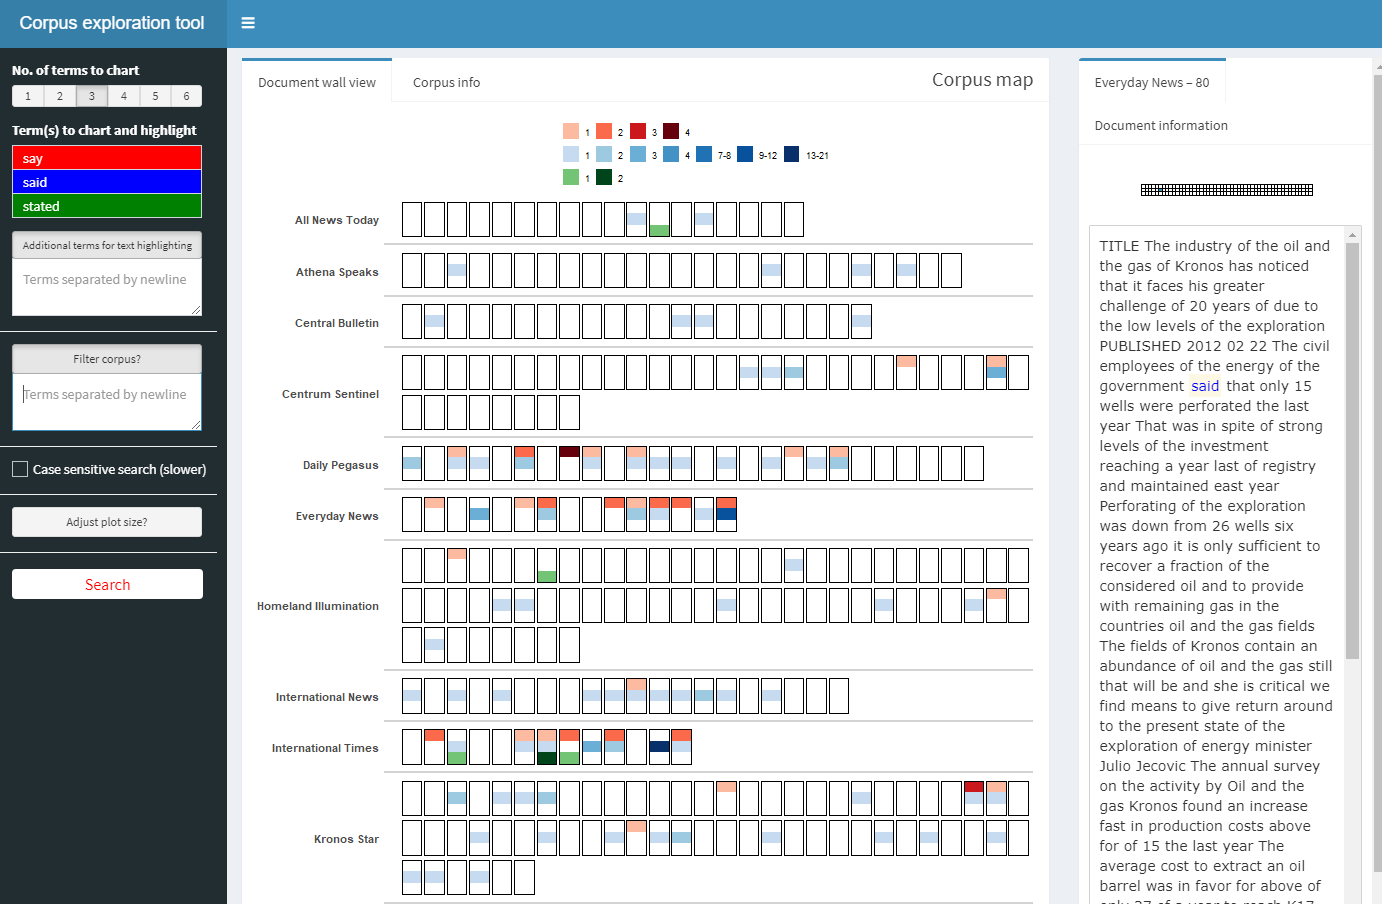 Corpus exploration tool
No. of terms to chart
1 2 3 4 5 6
Term(s) to chart and highlight
say
said
stated
Additional terms for text highlighting
Terms separated by newline
Filter corpus?
Terms separated by newline
Case sensitive search (slower)
Adjust plot size?
Search
Document wall view
Corpus info
Corpus map
1 2 3 4
1 2 3 4 7-8 9-12 13-21
1 2
All News Today
Athena Speaks
Central Bulletin
Centrum Sentinel
Daily Pegasus
Everyday News
Homeland Illumination
International News
International Times
Kronos Star
Everyday News – 80
Document information
TITLE The industry of the oil and
the gas of Kronos has noticed
that it faces his greater
challenge of 20 years of due to
the low levels of the exploration
PUBLISHED 2012 02 22 The civil
employees of the energy of the
government said that only 15
wells were perforated the last
year That was in spite of strong
levels of the investment
reaching a year last of registry
and maintained east year
Perforating of the exploration
was down from 26 wells six
years ago it is only sufficient to
recover a fraction of the
considered oil and to provide
with remaining gas in the
countries oil and the gas fields
The fields of Kronos contain an
abundance of oil and the gas still
that will be and she is critical we
find means to give return around
to the present state of the
exploration of energy minister
Julio Jecovic The annual survey
on the activity by Oil and the
gas Kronos found an increase
fast in production costs above
for of 15 the last year The
average cost to extract an oil
barrel was in favor for above of
only 27 of a year to reach K17